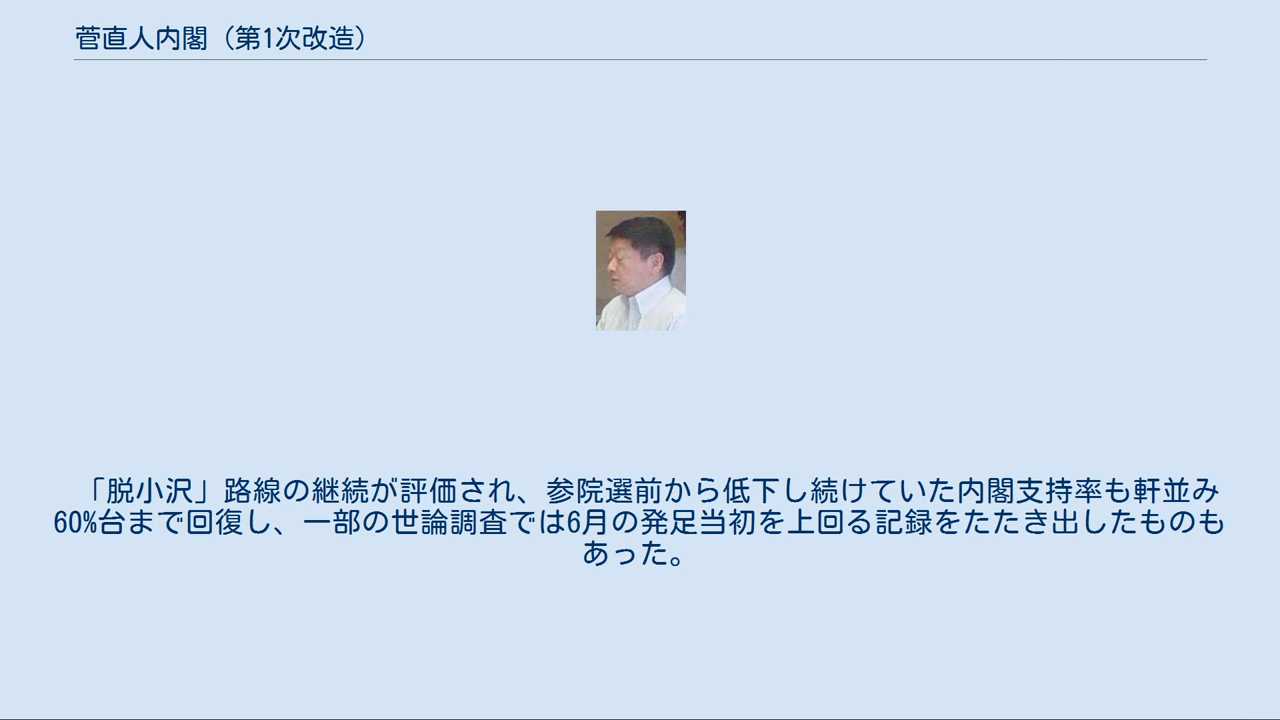 菅直人内閣（第1次改造）
「脱小沢」路線の継続が評価され、参院選前から低下し続けていた内閣支持率も軒並み
60%台まで回復し、一部の世論調査では6月の発足当初を上回る記録をたたき出したものも
あった。